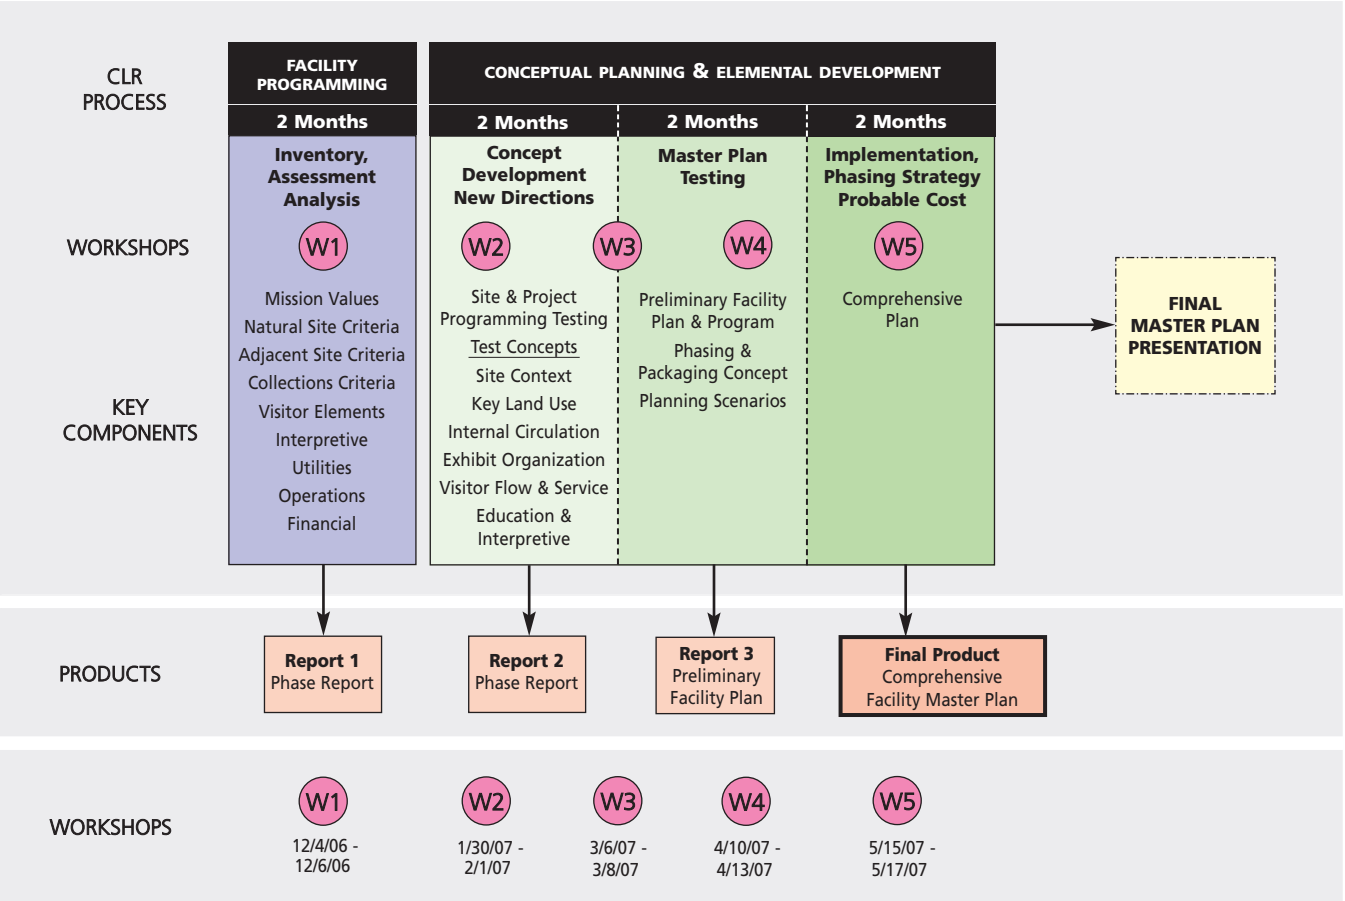 CLR
PROCESS
FACILITY
PROGRAMMING
CONCEPTUAL PLANNING & ELEMENTAL DEVELOPMENT
2 Months
2 Months
2 Months
2 Months
Inventory,
Assessment
Analysis
Concept
Development
New Directions
Master Plan
Testing
Implementation,
Phasing Strategy
Probable Cost
WORKSHOPS
W1
W2
W3
W4
W5
KEY
COMPONENTS
Mission Values
Natural Site Criteria
Adjacent Site Criteria
Collections Criteria
Visitor Elements
Interpretive
Utilities
Operations
Financial
Site & Project
Programming Testing
Test Concepts
Site Context
Key Land Use
Internal Circulation
Exhibit Organization
Visitor Flow & Service
Education &
Interpretive
Preliminary Facility
Plan & Program
Phasing &
Packaging Concept
Planning Scenarios
Comprehensive
Plan
FINAL
MASTER PLAN
PRESENTATION
PRODUCTS
Report 1
Phase Report
Report 2
Phase Report
Report 3
Preliminary
Facility Plan
Final Product
Comprehensive
Facility Master Plan
WORKSHOPS
W1
12/4/06 -
12/6/06
W2
1/30/07 -
2/1/07
W3
3/6/07 -
3/8/07
W4
4/10/07 -
4/13/07
W5
5/15/07 -
5/17/07